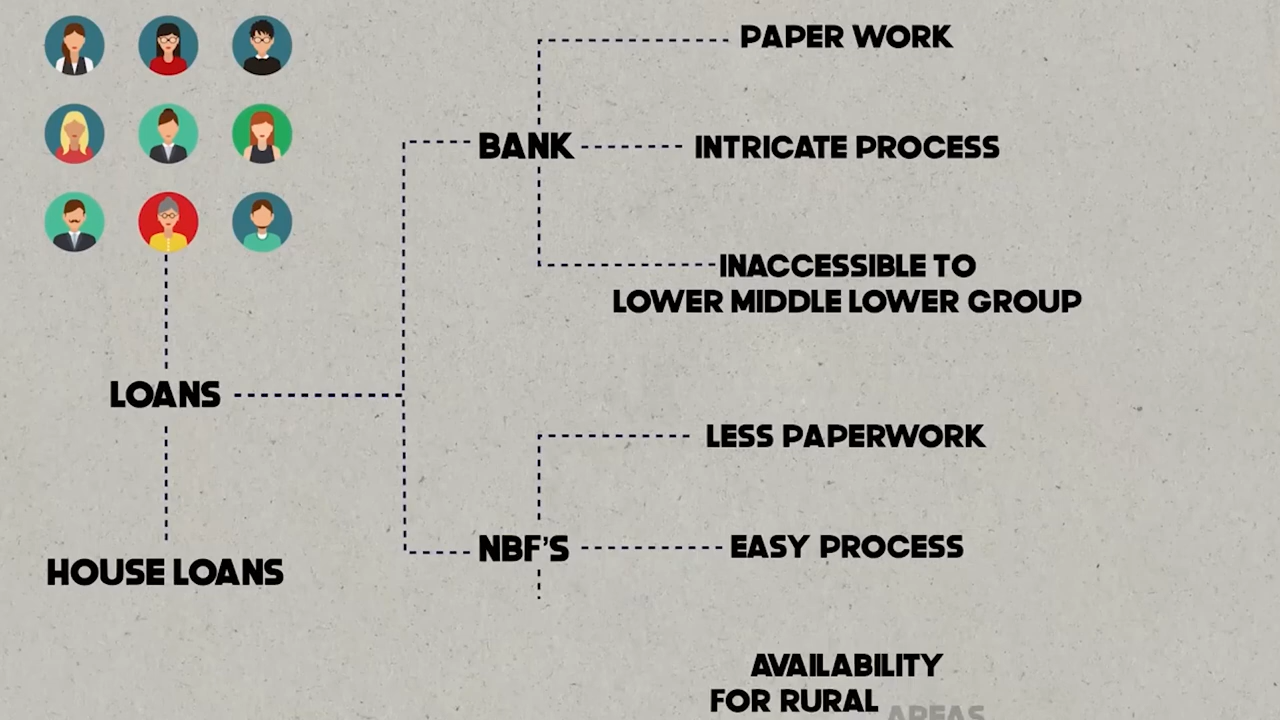 PAPER WORK
BANK
INTRICATE PROCESS
INACCESSIBLE TO
LOWER MIDDLE LOWER GROUP
LOANS
LESS PAPERWORK
NBF'S
EASY PROCESS
HOUSE LOANS
AVAILABILITY
FOR RURAL AREAS